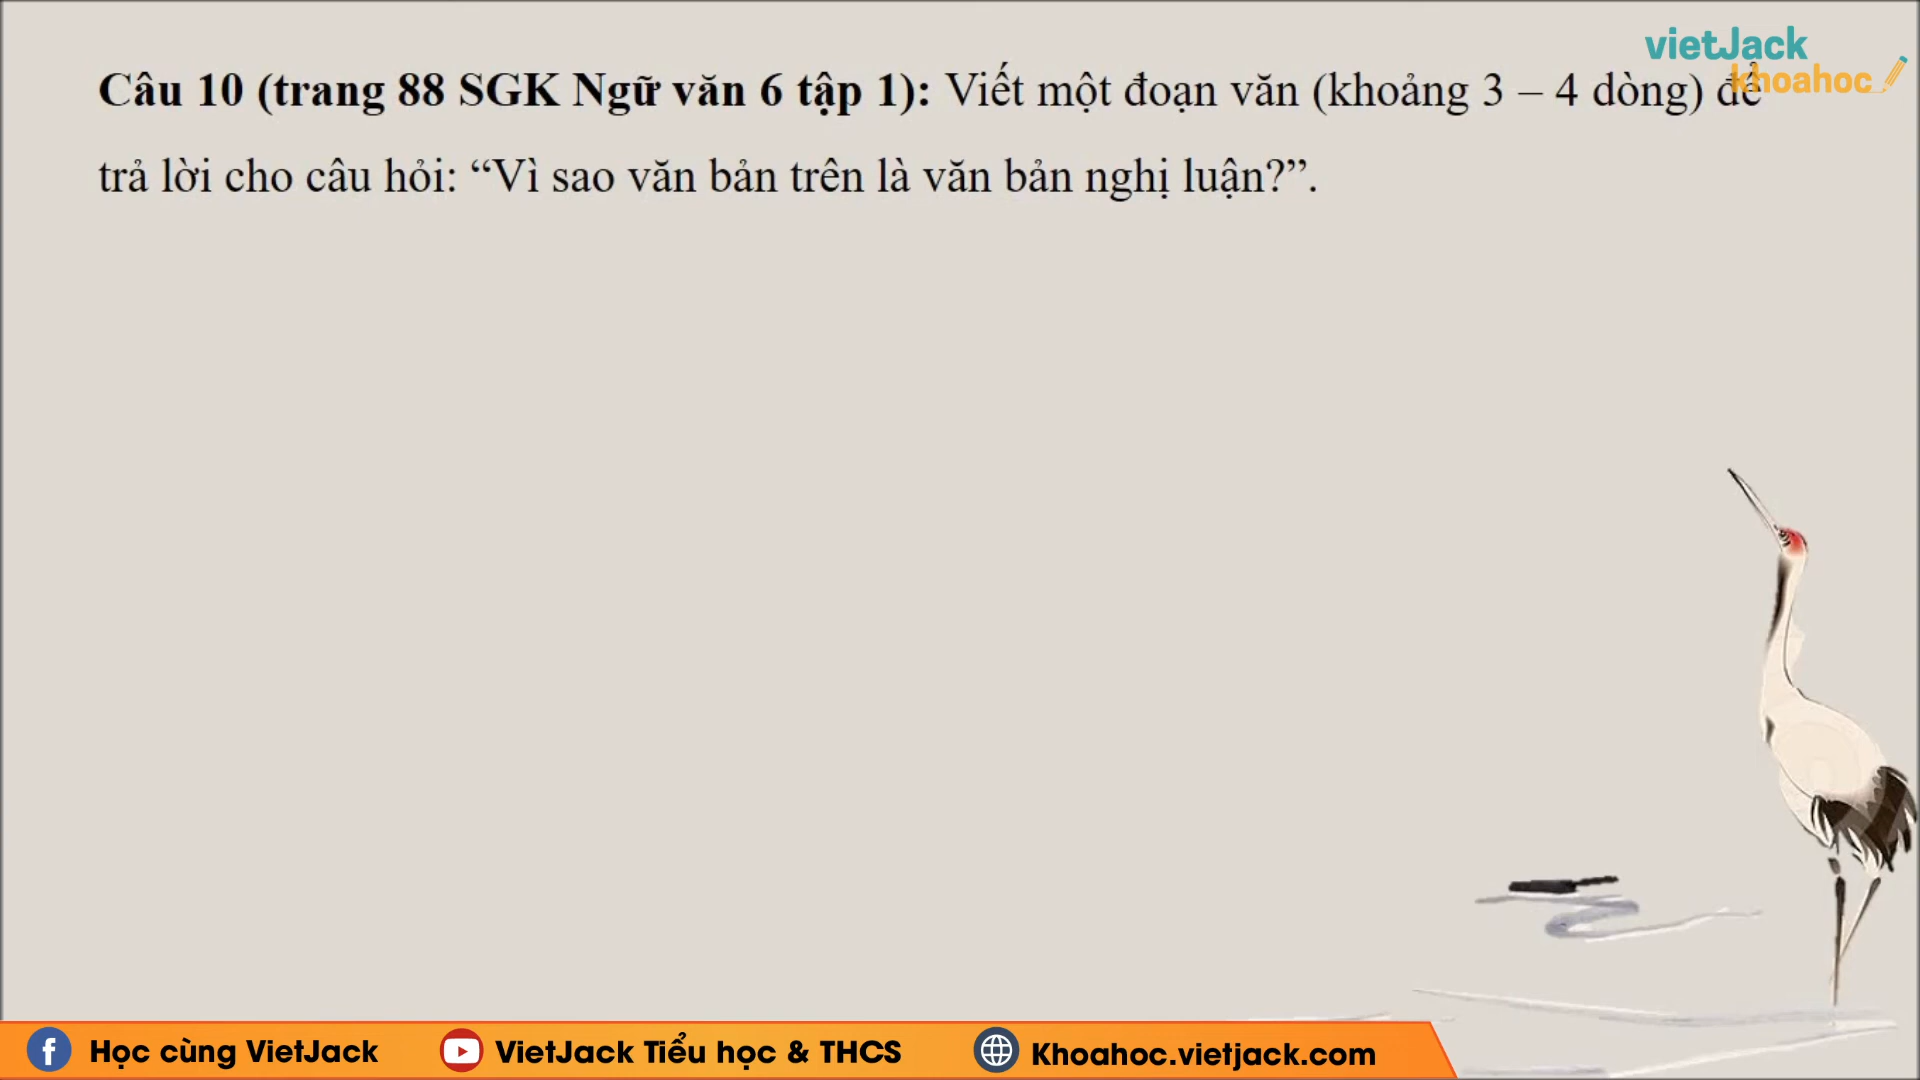 vietJack
khoahoc
Câu 10 (trang 88 SGK Ngữ văn 6 tập 1): Viết một đoạn văn (khoảng 3 – 4 dòng) để
trả lời cho câu hỏi: “Vì sao văn bản trên là văn bản nghị luận?”.
Học cùng VietJack
VietJack Tiểu học & THCS
Khoahoc.vietjack.com